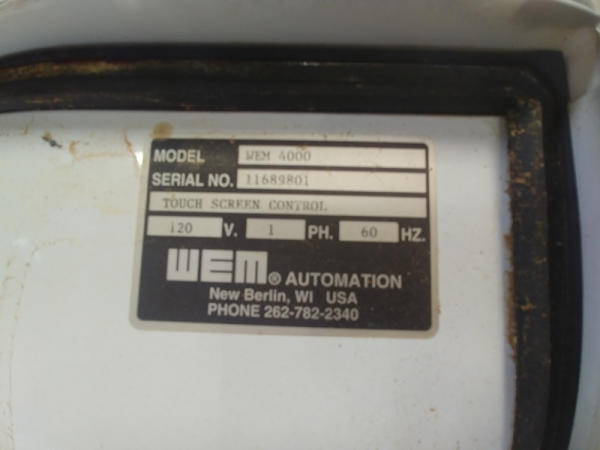 MODEL WEM 4000
SERIAL NO. 11689801
TOUCH SCREEN CONTROL
120 V. 1 PH. 60 HZ.
WEM® AUTOMATION
New Berlin, WI USA
PHONE 262-782-2340